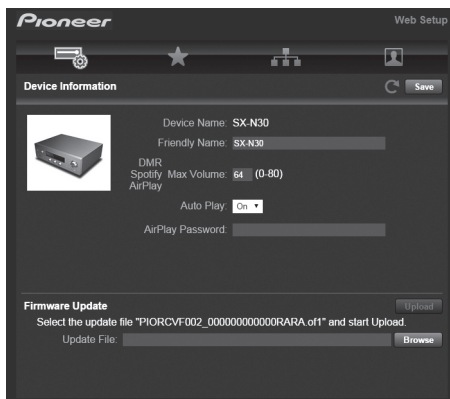 Pioneer
Web Setup
Device Information
Save
Device Name: SX-N30
Friendly Name: SX-N30
DMR
Spotify Max Volume: 64 (0-80)
AirPlay
Auto Play: On
AirPlay Password:
Firmware Update
Upload
Select the update file "PIORCVF002_000000000000RARA.of1" and start Upload.
Update File:
Browse